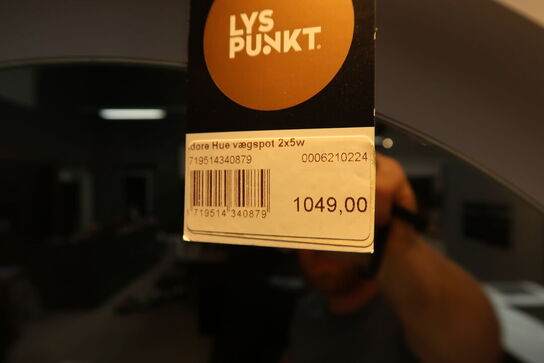 LYS
PUNKT.
dore Hue vægspot 2x5w
719514340879 0006210224
719514 340879
1049,00